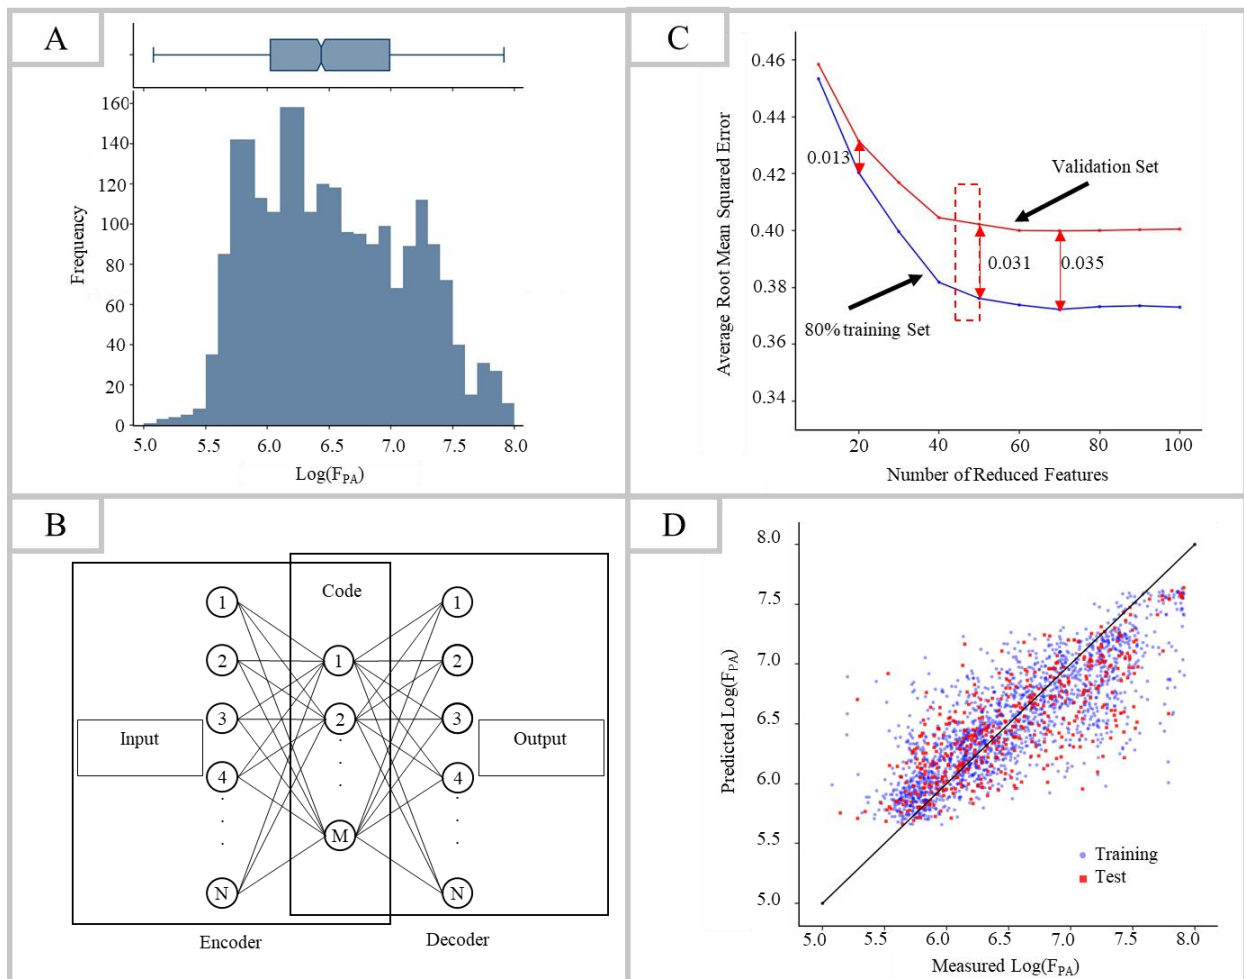 A
160
140
120
100
80
60
40
20
0
Frequency
5.0 5.5 6.0 6.5 7.0 7.5 8.0
Log(FPA)
C
0.46
0.44
0.42
0.40
0.38
0.36
0.34
Average Root Mean Squared Error
0.013
Validation Set
0.031
0.035
80% training Set
20 40 60 80 100
Number of Reduced Features
B
Code
1 1
2 1 2
3 2 3
Input
Output
4 4
M
N N
Encoder
Decoder
D
8.0
7.5
7.0
6.5
6.0
5.5
5.0
Predicted Log(FPA)
Training
Test
5.0 5.5 6.0 6.5 7.0 7.5 8.0
Measured Log(FPA)